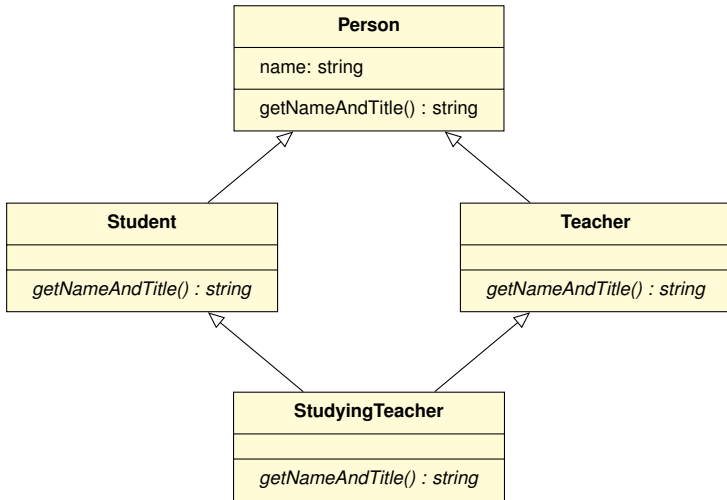 Person
name: string
getNameAndTitle() : string
Student
getNameAndTitle() : string
Teacher
getNameAndTitle() : string
StudyingTeacher
getNameAndTitle() : string